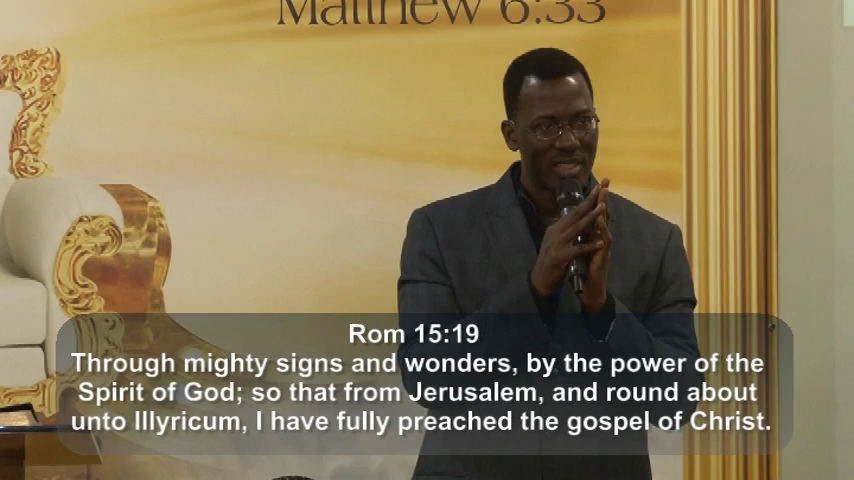 Matthew 6:33
Rom 15:19
Through mighty signs and wonders, by the power of the
Spirit of God; so that from Jerusalem, and round about
unto Illyricum, I have fully preached the gospel of Christ.